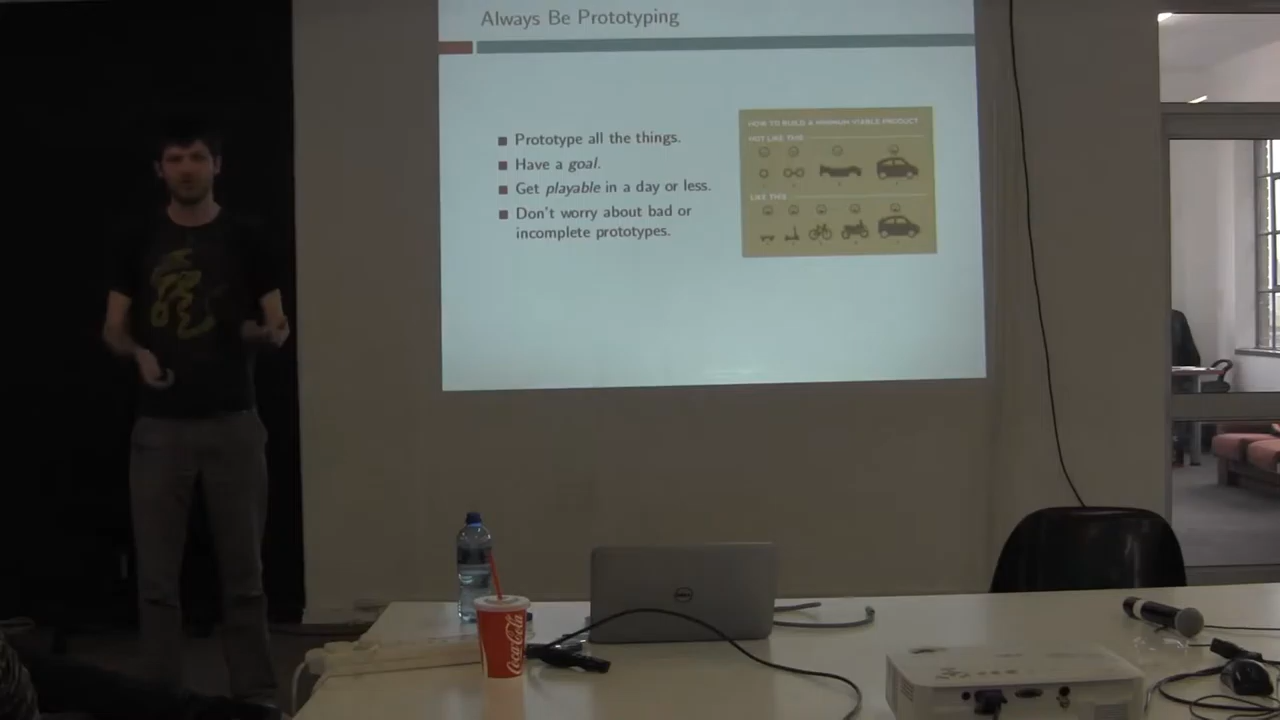 Always Be Prototyping
Prototype all the things.
Have a goal.
Get playable in a day or less.
Don't worry about bad or
incomplete prototypes.
HOW TO BUILD A MINIMUM VIABLE PRODUCT
NOT LIKE THIS
LIKE THIS
DELL
Coca-Cola